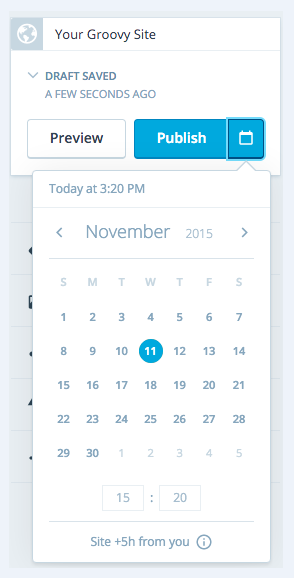 Your Groovy Site
DRAFT SAVED
A FEW SECONDS AGO
Preview Publish
Today at 3:20 PM
November 2015
S M T W T F S
1 2 3 4 5 6 7
8 9 10 11 12 13 14
15 16 17 18 19 20 21
22 23 24 25 26 27 28
29 30 1 2 3 4 5
15 : 20
Site +5h from you